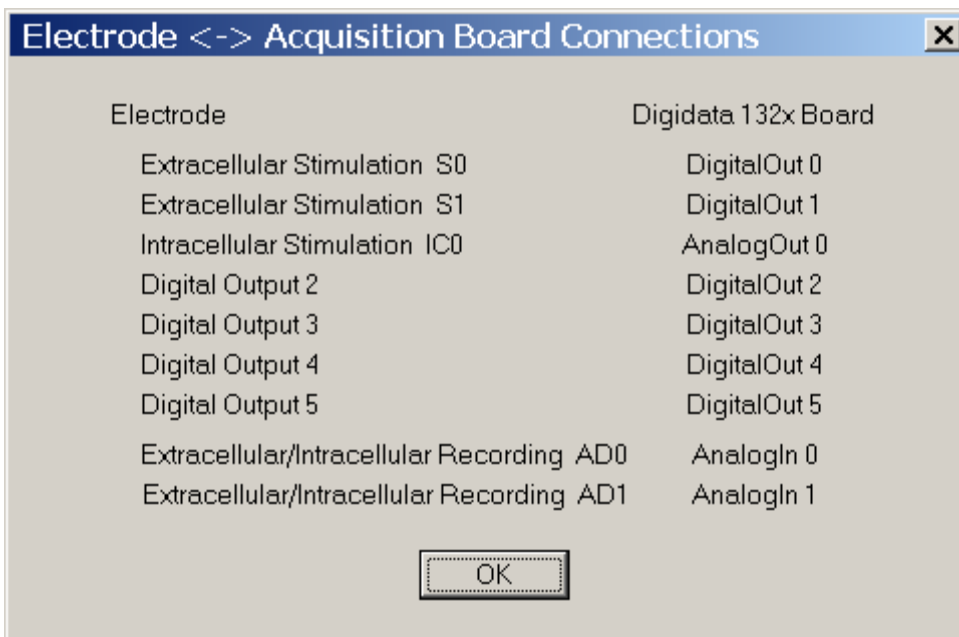 Electrode <-> Acquisition Board Connections
Electrode Digidata 132x Board
Extracellular Stimulation S0 DigitalOut 0
Extracellular Stimulation S1 DigitalOut 1
Intracellular Stimulation IC0 AnalogOut 0
Digital Output 2 DigitalOut 2
Digital Output 3 DigitalOut 3
Digital Output 4 DigitalOut 4
Digital Output 5 DigitalOut 5
Extracellular/Intracellular Recording AD0 AnalogIn 0
Extracellular/Intracellular Recording AD1 AnalogIn 1
OK